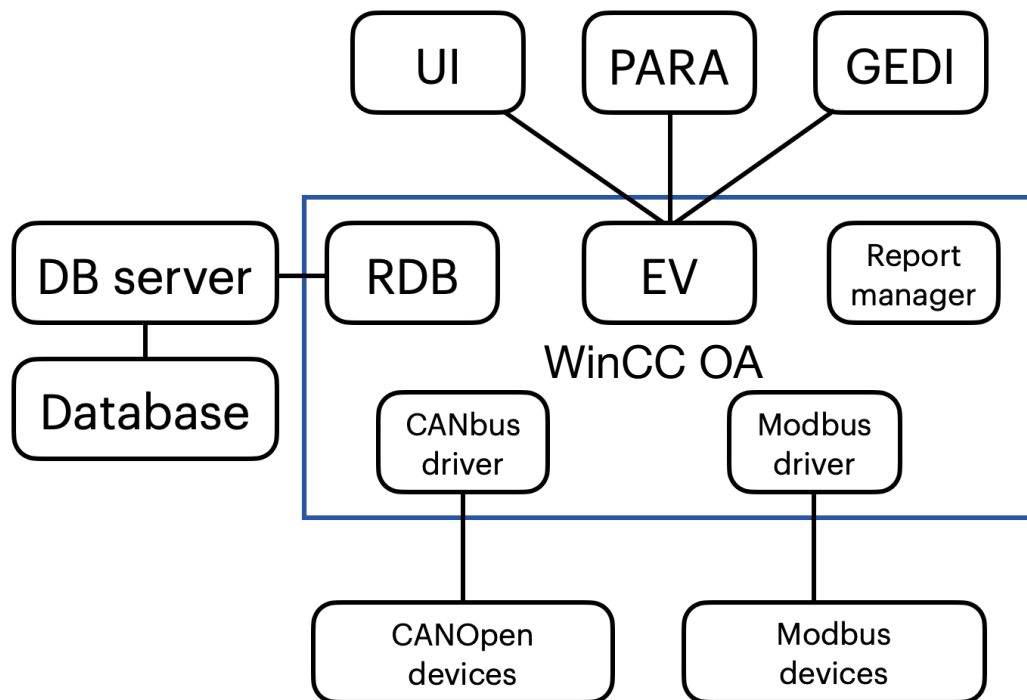 UI
PARA
GEDI
DB server
RDB
EV
Report
manager
WinCC OA
Database
CANbus
driver
Modbus
driver
CANOpen
devices
Modbus
devices